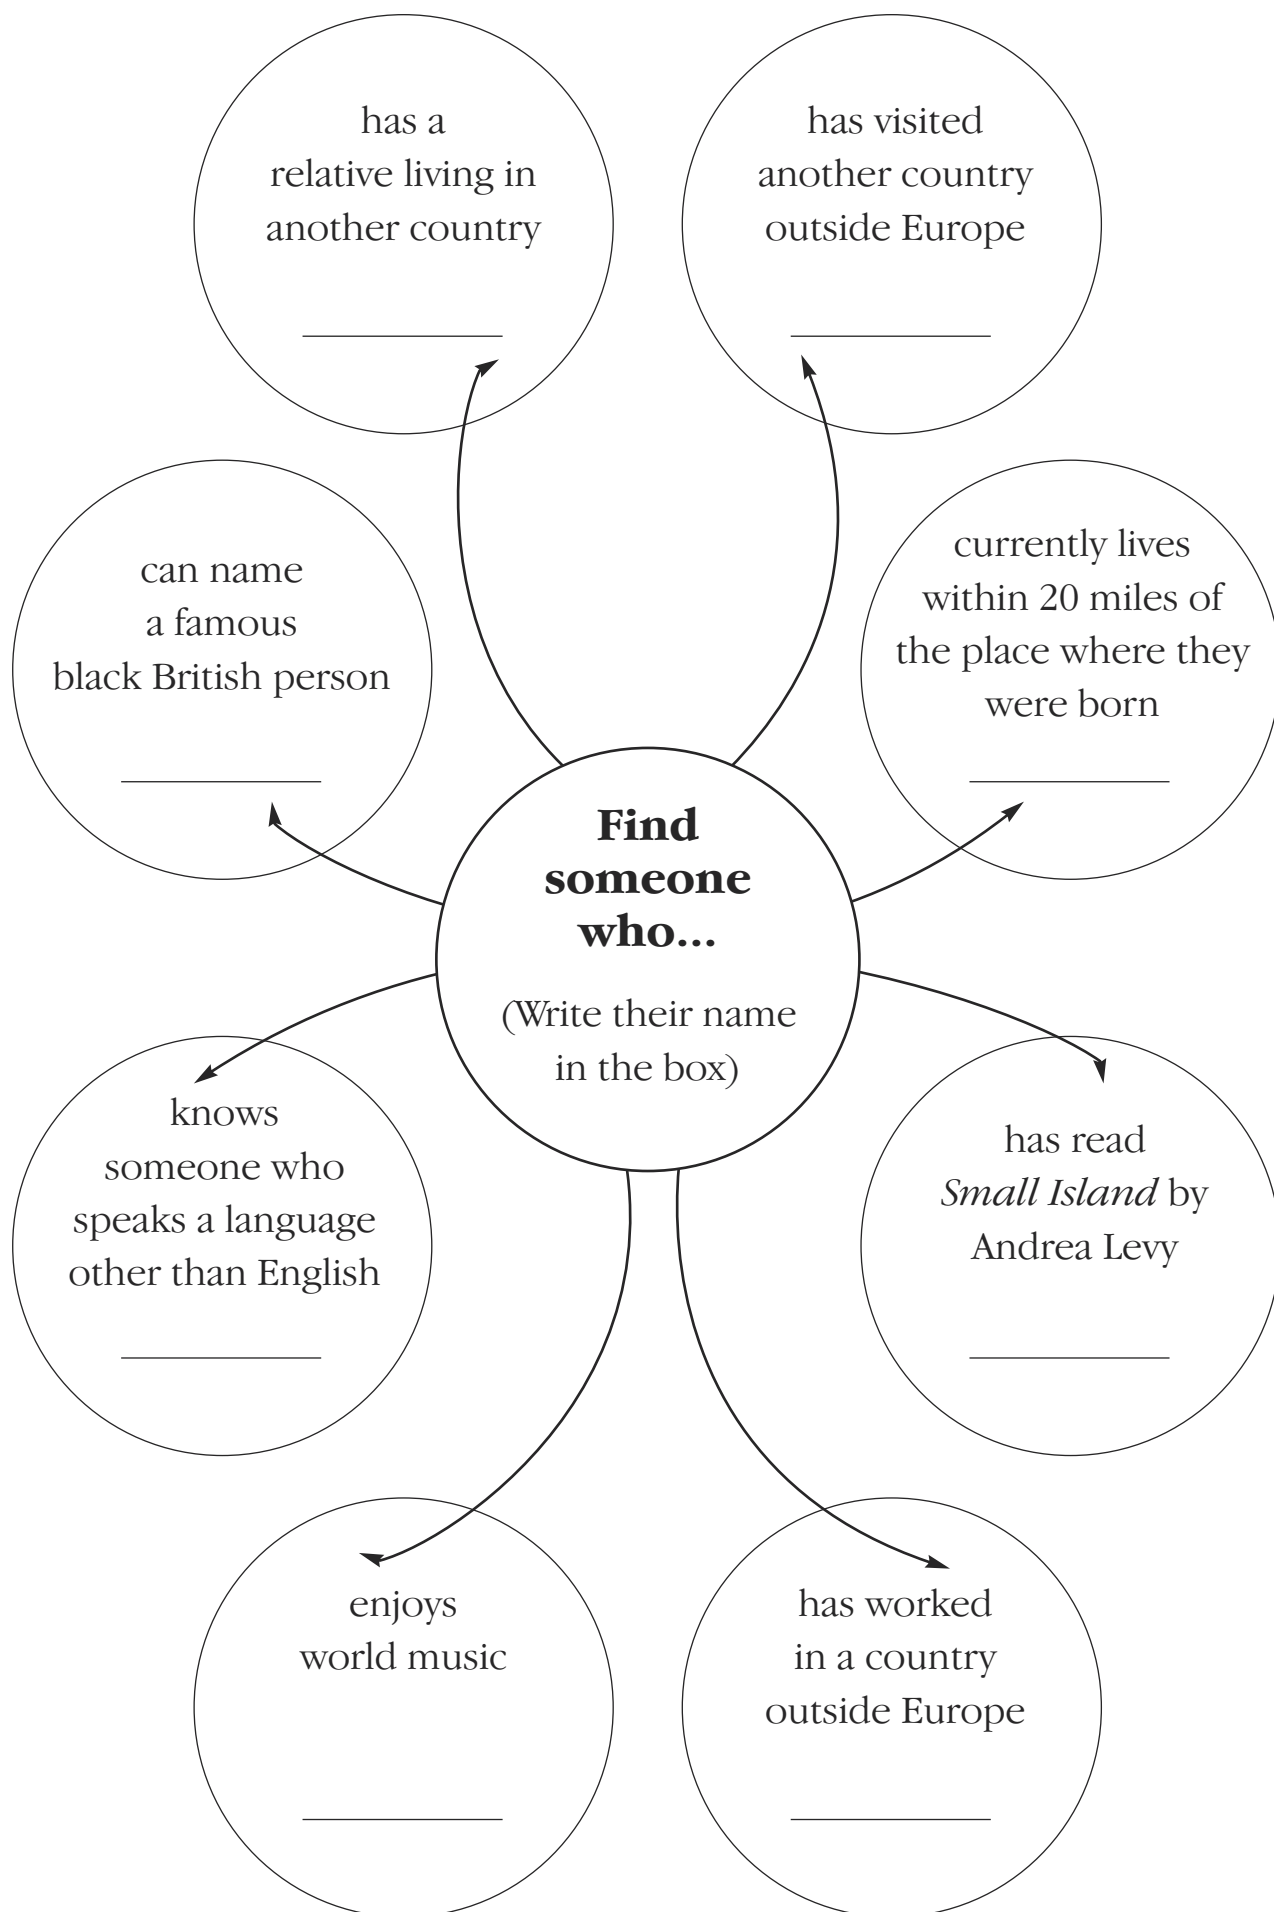 has a
relative living in
another country
has visited
another country
outside Europe
can name
a famous
black British person
currently lives
within 20 miles of
the place where they
were born
Find
someone
who...
(Write their name
in the box)
knows
someone who
speaks a language
other than English
has read
Small Island by
Andrea Levy
enjoys
world music
has worked
in a country
outside Europe